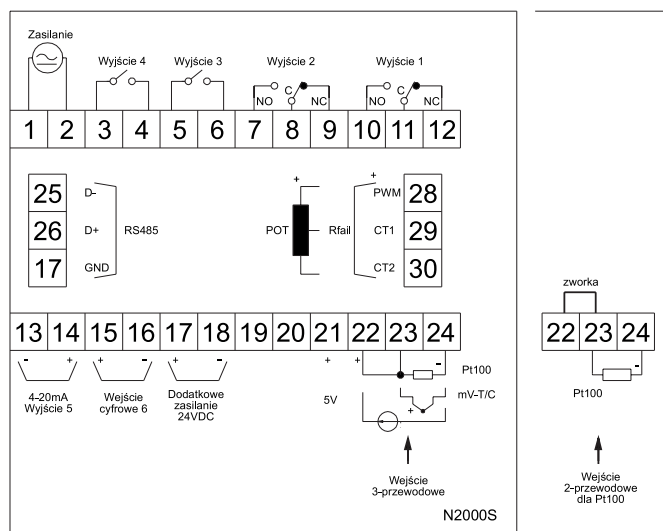 Zasilanie
Wyjście 4 Wyjście 3 Wyjście 2 Wyjście 1
C C
NO NC NO NC
1 2 3 4 5 6 7 8 9 10 11 12
25 D-
26 D+ RS485
17 GND
+ +
POT Rfail
PWM 28
CT1 29
CT2 30
13 14 15 16 17 18 19 20 21 22 23 24
- + + - + - + +
4-20mA
Wyjście 5
Wejście
cyfrowe 6
Dodatkowe
zasilanie
24VDC
5V
- Pt100
+ - mV-T/C
Wejście
3-przewodowe
N2000S
zworka
22 23 24
-
Pt100
Wejście
2-przewodowe
dla Pt100